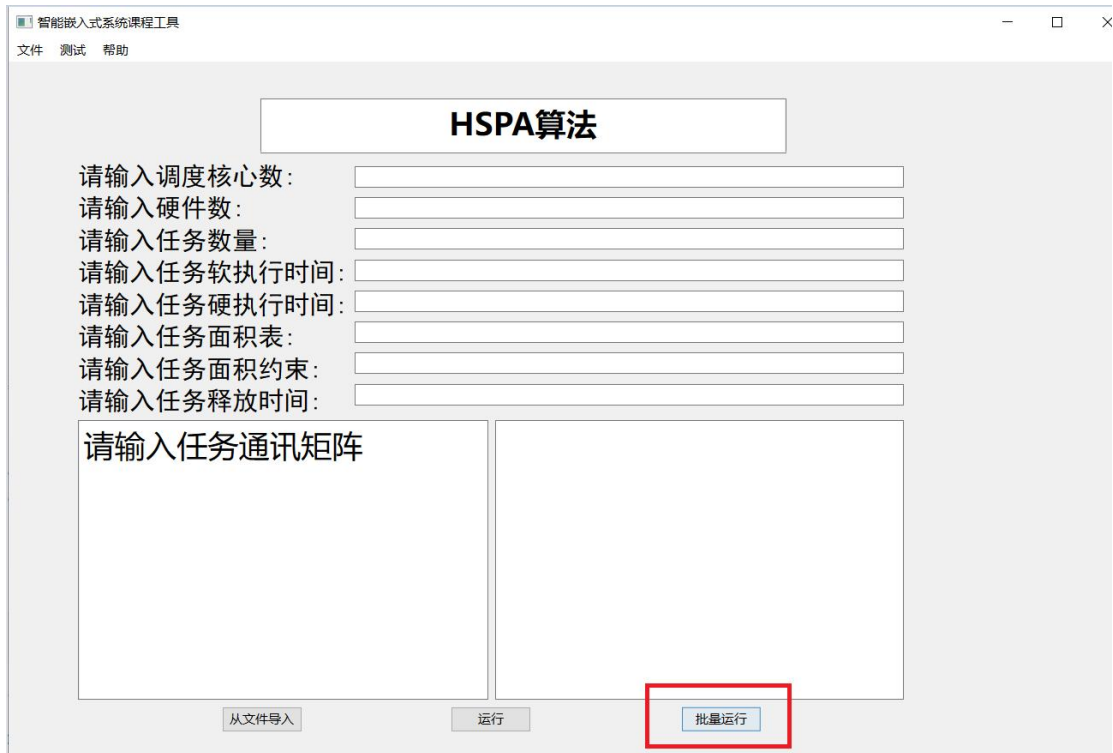 智能嵌入式系统课程工具
文件 测试 帮助
HSPA算法
请输入调度核心数:
请输入硬件数:
请输入任务数量:
请输入任务软执行时间:
请输入任务硬执行时间:
请输入任务面积表:
请输入任务面积约束:
请输入任务释放时间:
请输入任务通讯矩阵
从文件导入 运行 批量运行